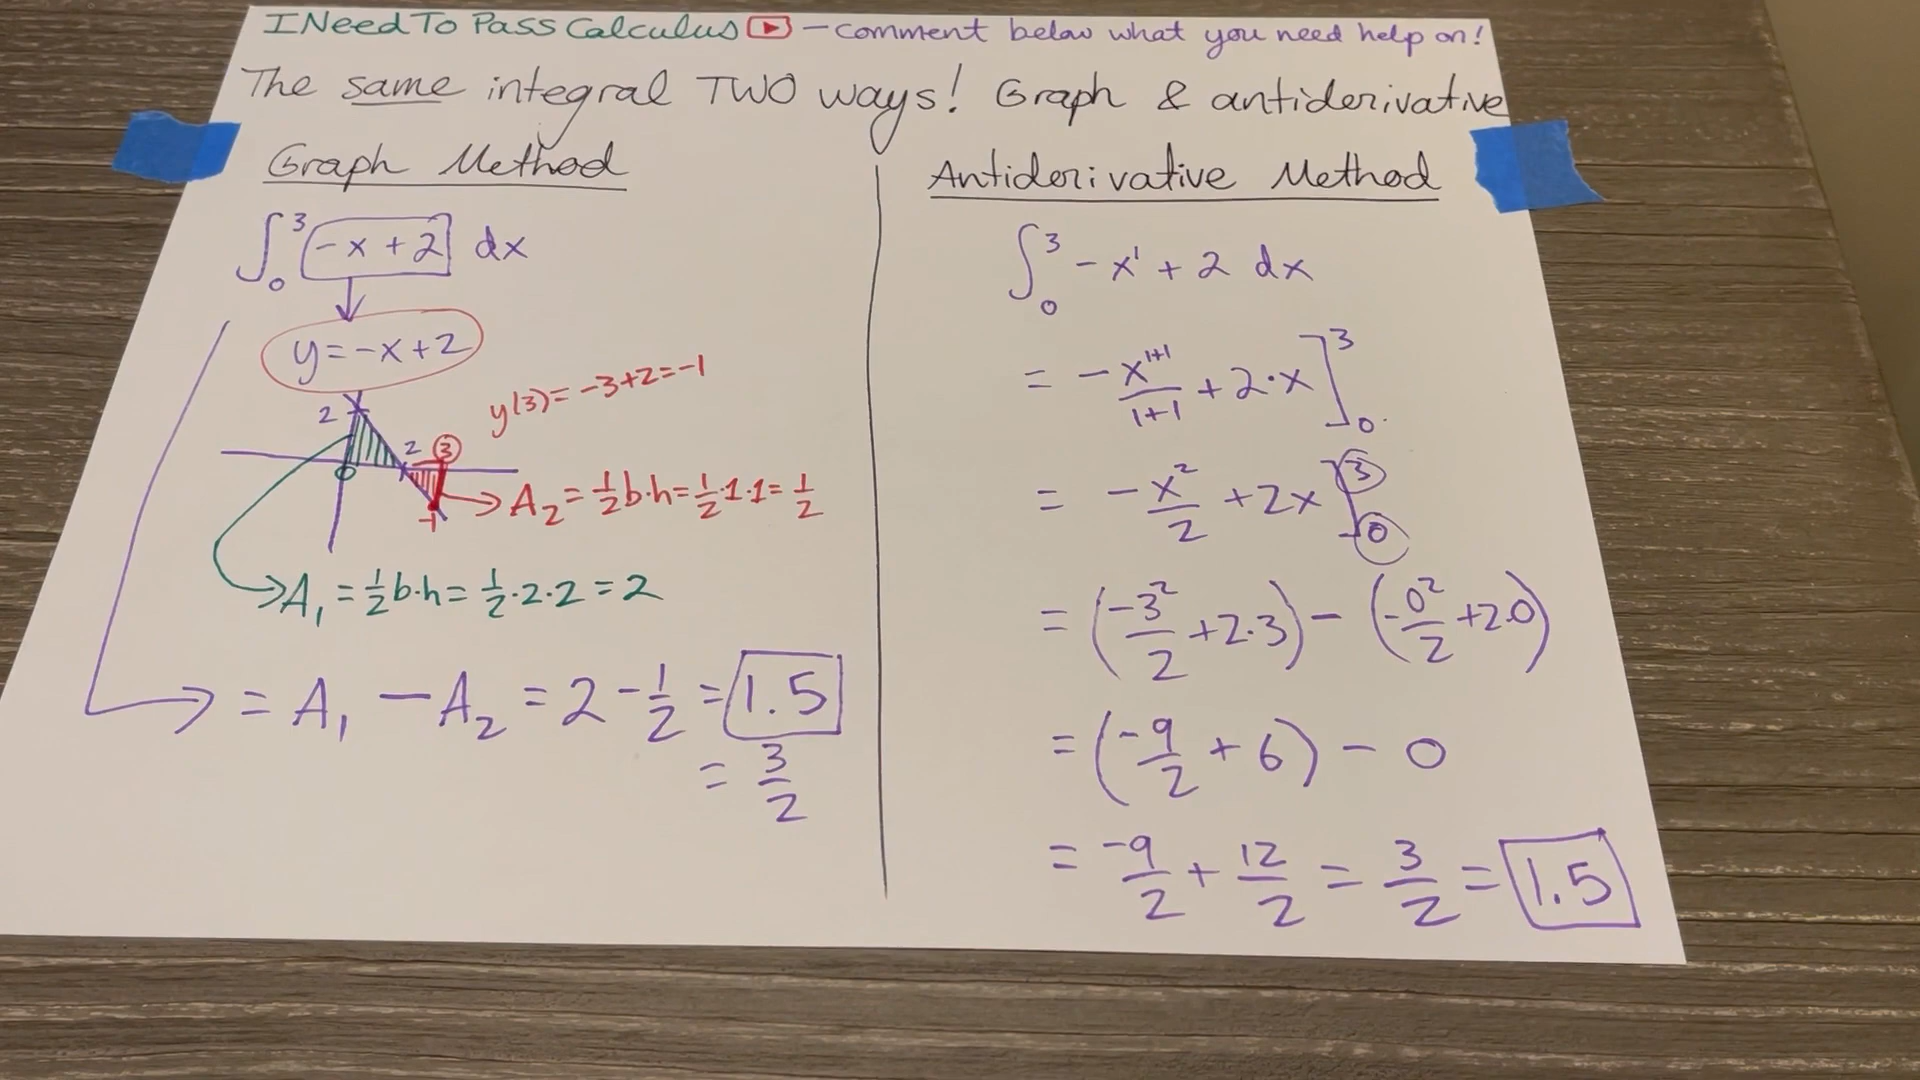 INeedToPassCalculus — comment below what you need help on!
The same integral TWO ways! Graph & antiderivative
Graph Method
∫₀³ (-x + 2) dx
y = -x + 2
y(3) = -3+2 = -1
2
2 3
-1
A₂ = 1/2 b·h = 1/2·1·1 = 1/2
A₁ = 1/2 b·h = 1/2·2·2 = 2
= A₁ — A₂ = 2 - 1/2 = 1.5
= 3/2
Antiderivative Method
∫₀³ -x¹ + 2 dx
= -x¹⁺¹/1+1 + 2·x]₀³
= -x²/2 + 2x]₀³
= (-3²/2 + 2·3) - (-0²/2 + 2·0)
= (-9/2 + 6) - 0
= -9/2 + 12/2 = 3/2 = 1.5